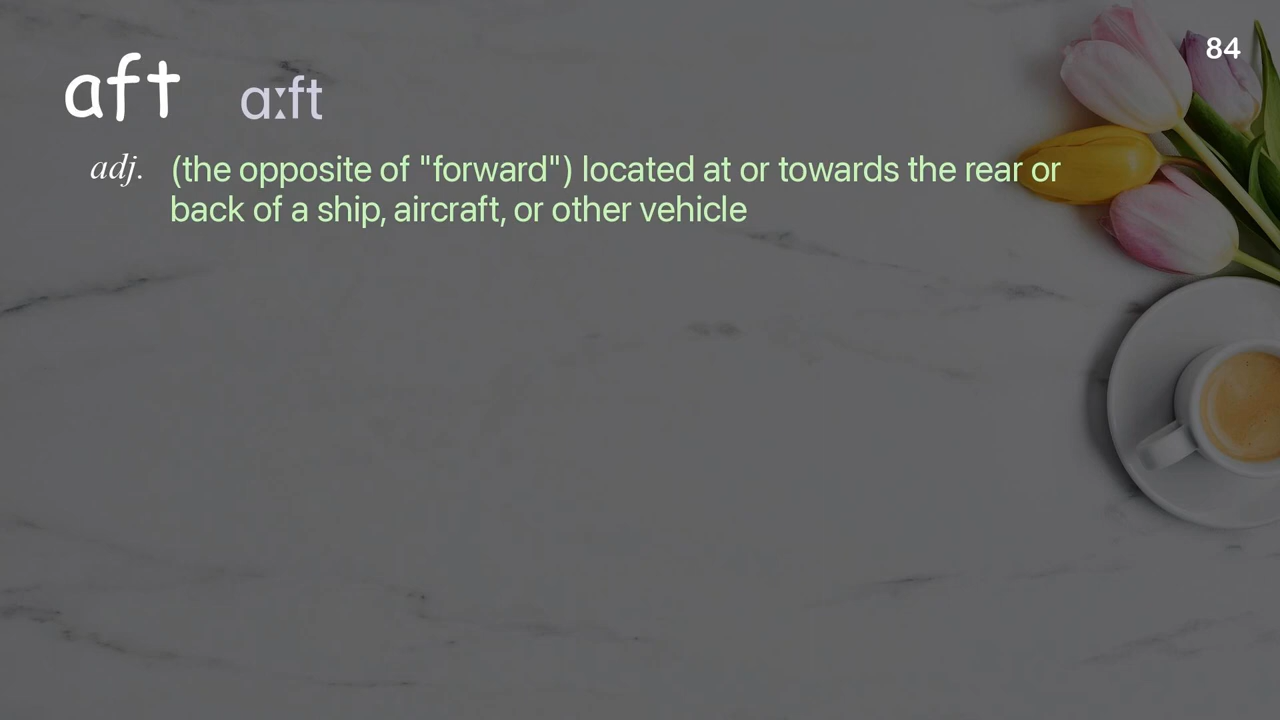 84
aft ɑːft
adj. (the opposite of "forward") located at or towards the rear or
back of a ship, aircraft, or other vehicle